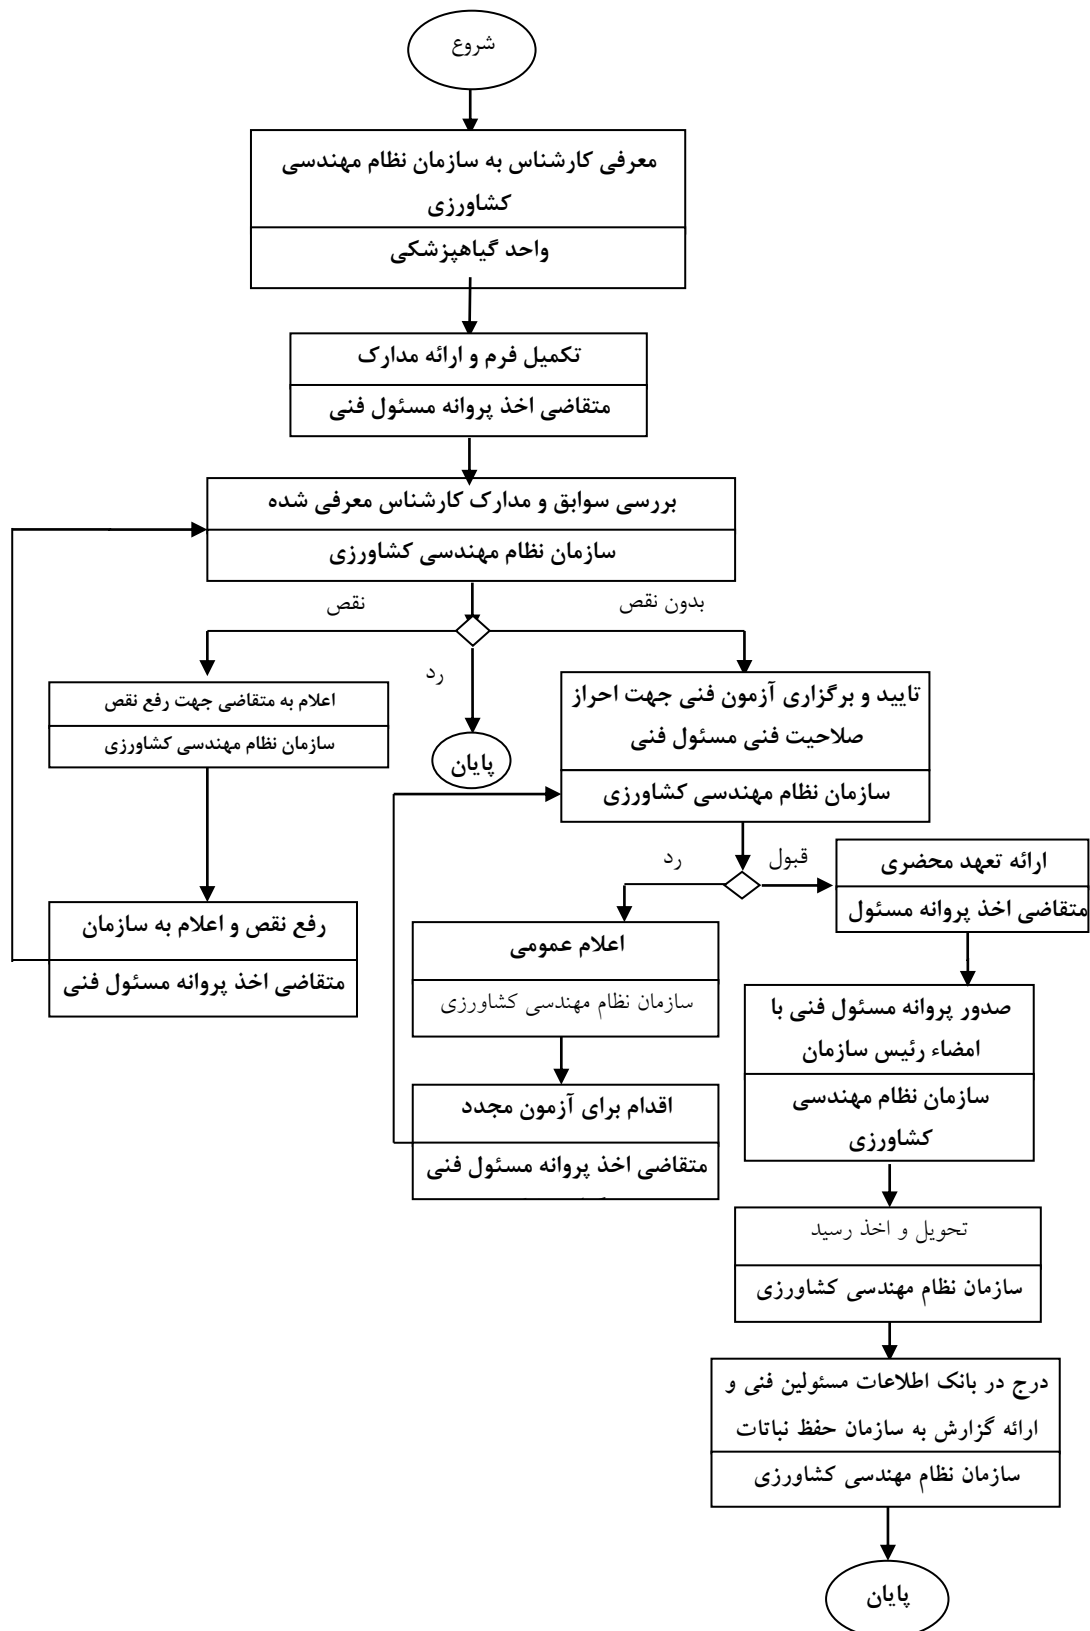 شروع
معرفی کارشناس به سازمان نظام مهندسی
کشاورزی
واحد گیاهپزشکی
تکمیل فرم و ارائه مدارک
متقاضی اخذ پروانه مسئول فنی
بررسی سوابق و مدارک کارشناس معرفی شده
سازمان نظام مهندسی کشاورزی
نقص
بدون نقص
رد
اعلام به متقاضی جهت رفع نقص
سازمان نظام مهندسی کشاورزی
پایان
تایید و برگزاری آزمون فنی جهت احراز
صلاحیت فنی مسئول فنی
سازمان نظام مهندسی کشاورزی
رد
قبول
ارائه تعهد محضری
متقاضی اخذ پروانه مسئول
رفع نقص و اعلام به سازمان
متقاضی اخذ پروانه مسئول فنی
اعلام عمومی
سازمان نظام مهندسی کشاورزی
صدور پروانه مسئول فنی با
امضاء رئیس سازمان
سازمان نظام مهندسی
کشاورزی
اقدام برای آزمون مجدد
متقاضی اخذ پروانه مسئول فنی
تحویل و اخذ رسید
سازمان نظام مهندسی کشاورزی
درج در بانک اطلاعات مسئولین فنی و
ارائه گزارش به سازمان حفظ نباتات
سازمان نظام مهندسی کشاورزی
پایان